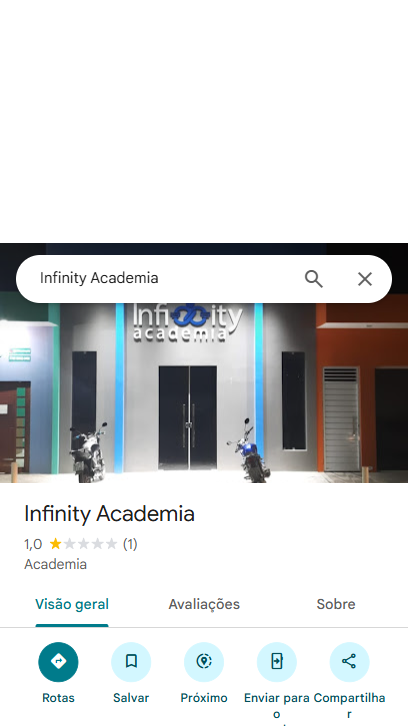 Infinity Academia
Infinity
academia
Infinity Academia
1,0 (1)
Academia
Visão geral
Avaliações
Sobre
Rotas
Salvar
Próximo
Enviar para
o
Compartilha
r